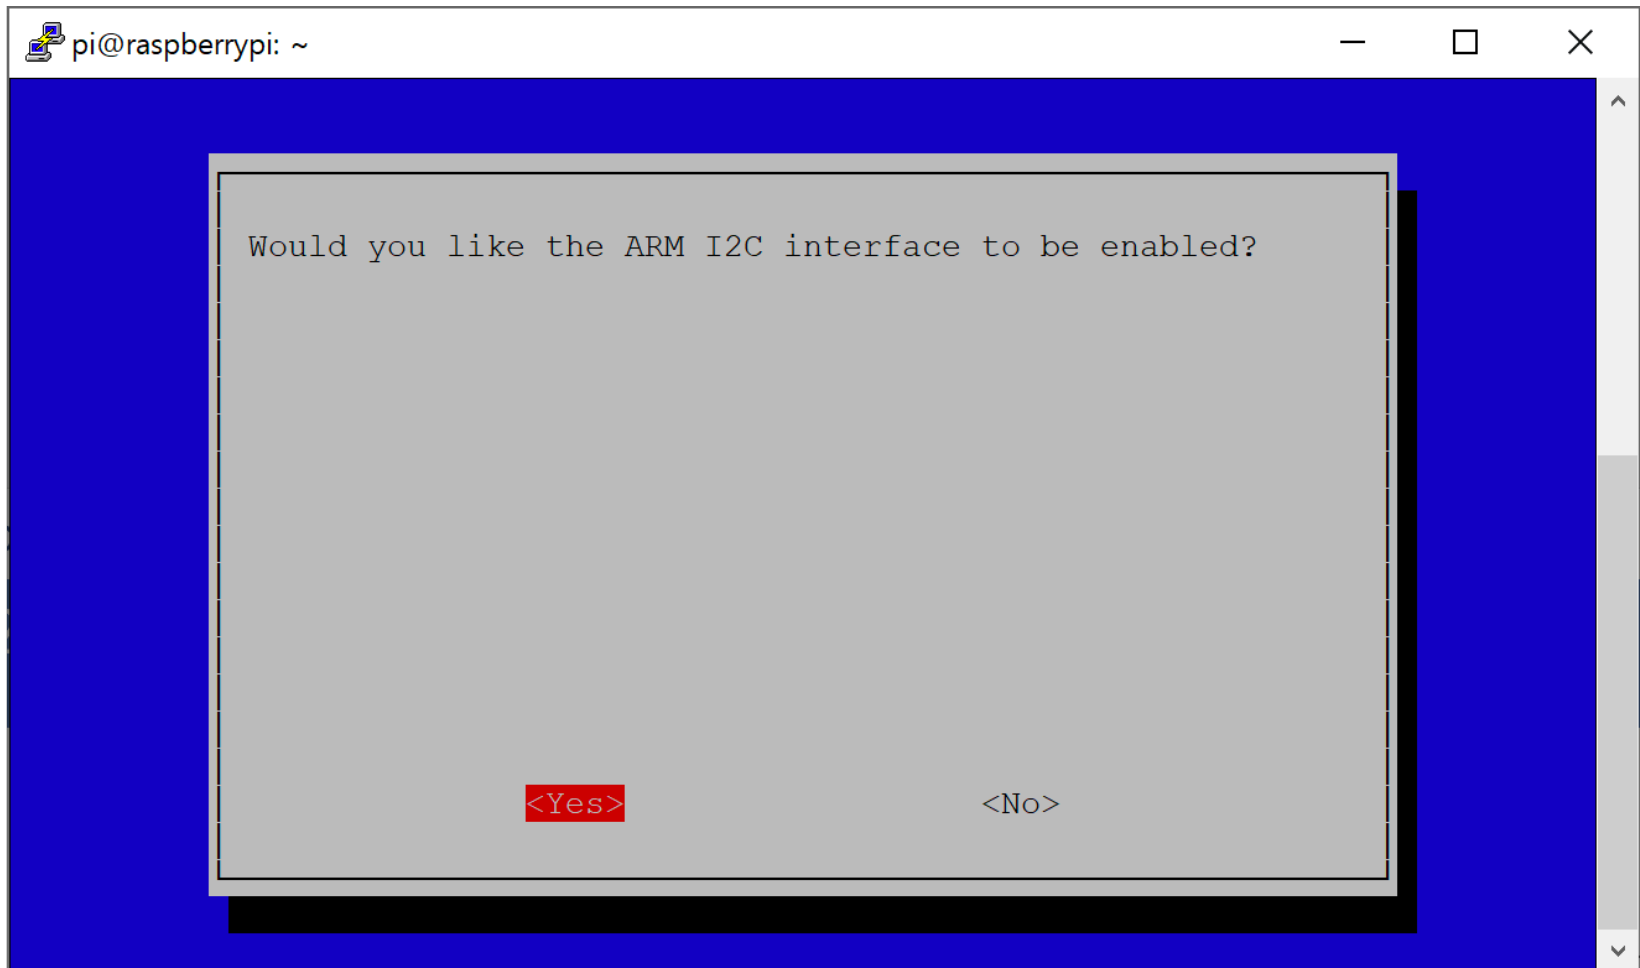 pi@raspberrypi: ~
Would you like the ARM I2C interface to be enabled?
<Yes> <No>